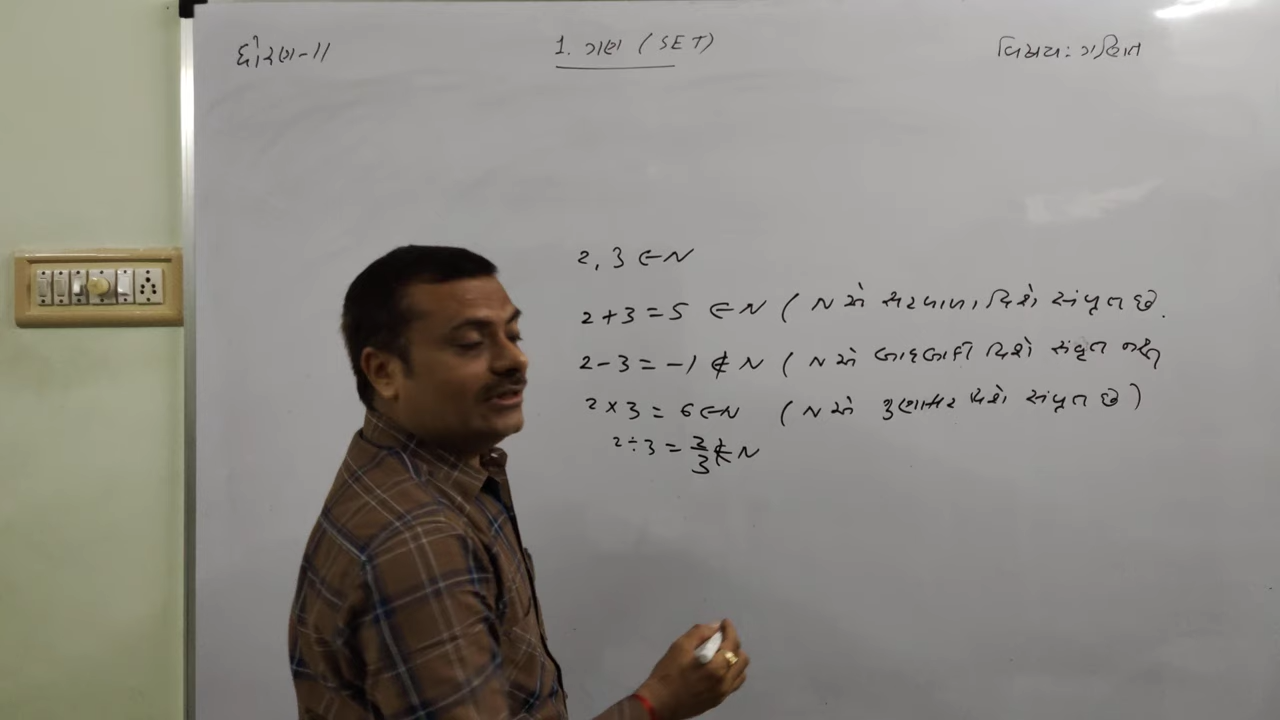 ધોરણ-11
1. ગણ (SET)
વિષય: ગણિત
2, 3 ∈ N
2 + 3 = 5 ∈ N ( N એ સરવાળા વિશે સંવૃત છે.
2 - 3 = -1 ∉ N ( N એ બાદબાકી વિશે સંવૃત નથી
2 × 3 = 6 ∈ N ( N એ ગુણાકાર વિશે સંવૃત છે )
2 ÷ 3 = 2/3 ∉ N